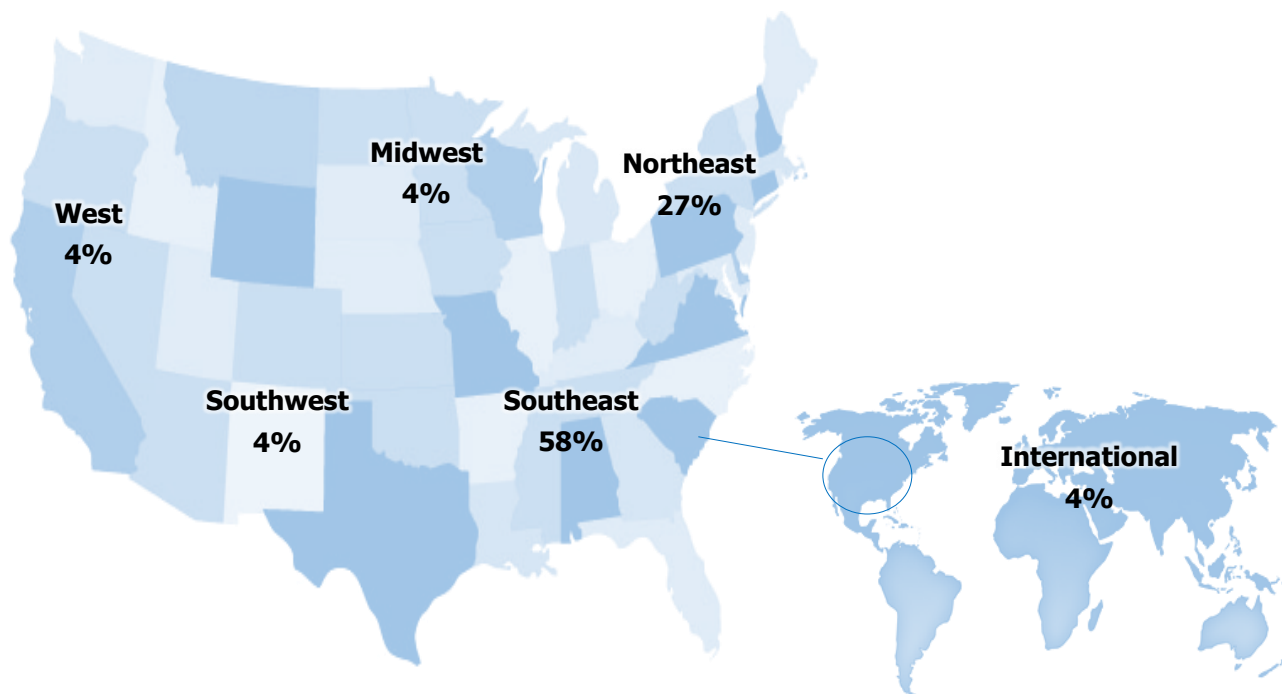 Midwest
4%
Northeast
27%
West
4%
Southwest
4%
Southeast
58%
International
4%